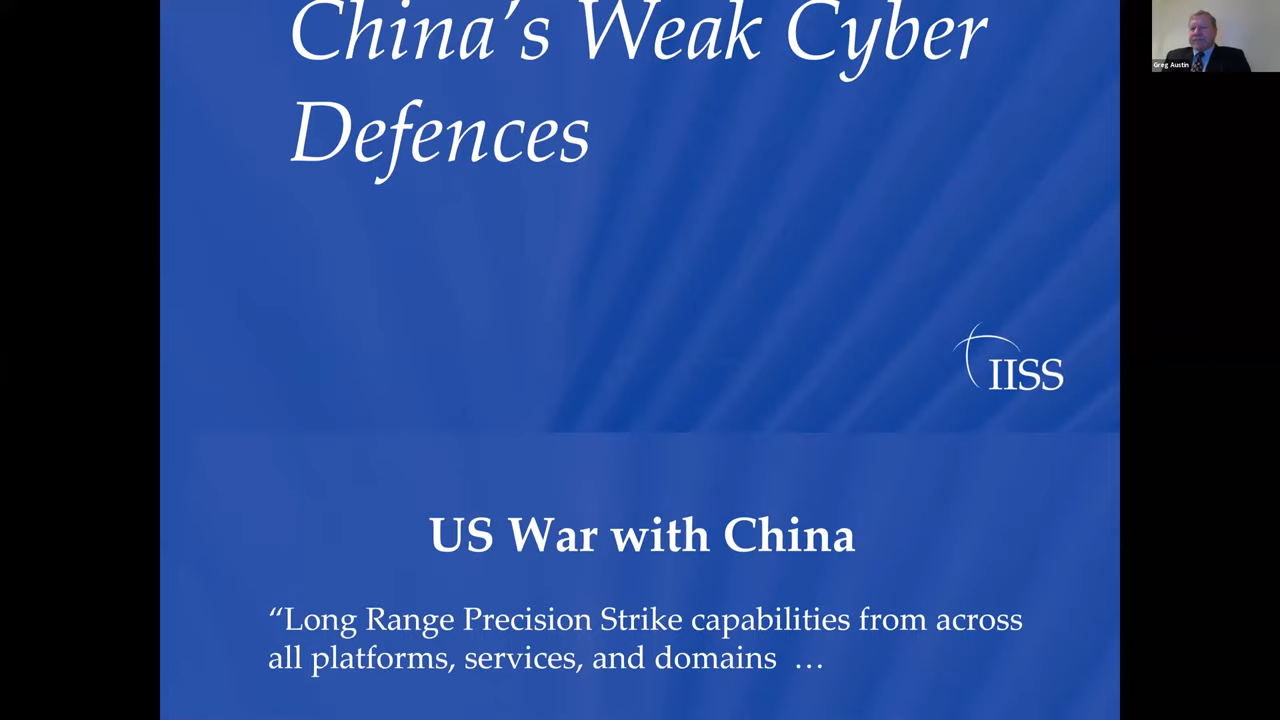 China’s Weak Cyber
Defences
Greg Austin
IISS
US War with China
“Long Range Precision Strike capabilities from across
all platforms, services, and domains …